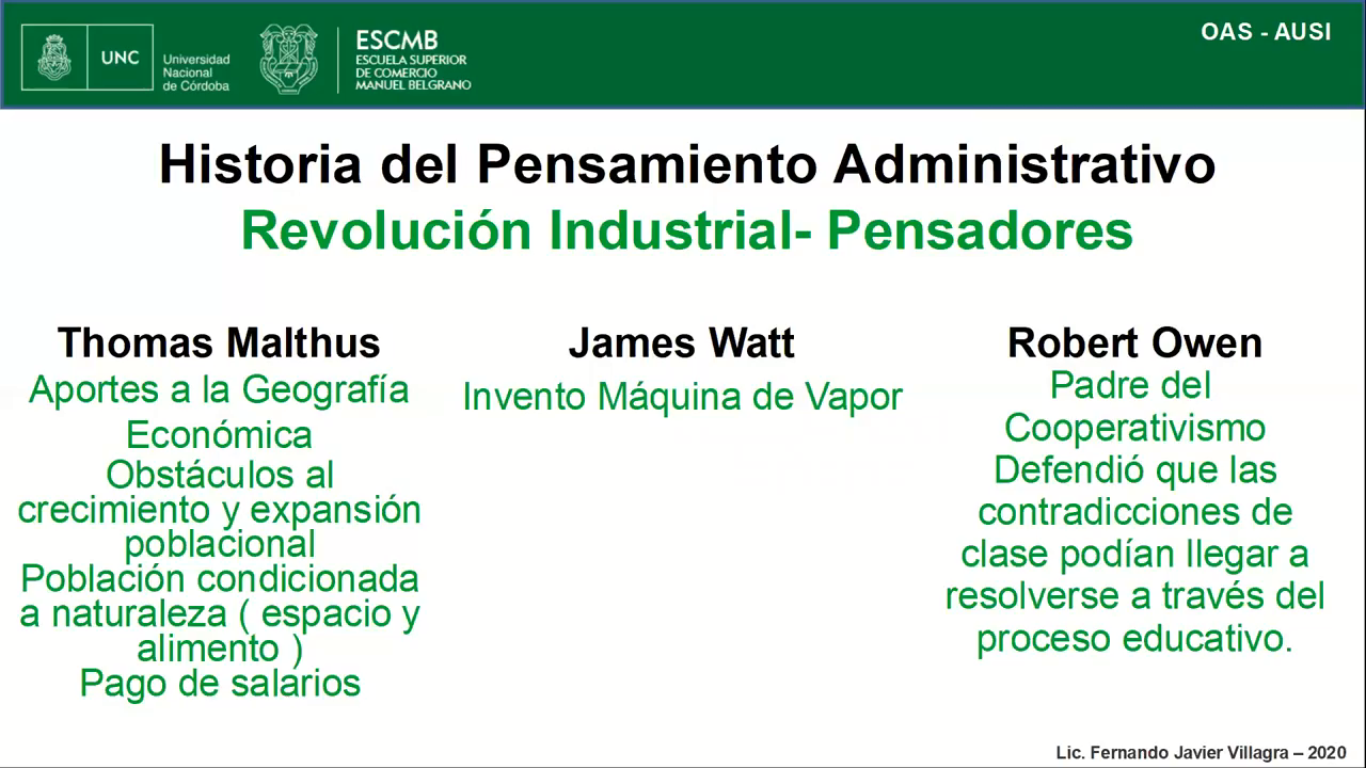 UNC
Universidad
Nacional
de Córdoba
ESCMB
ESCUELA SUPERIOR
DE COMERCIO
MANUEL BELGRANO
OAS - AUSI
Historia del Pensamiento Administrativo
Revolución Industrial- Pensadores
Thomas Malthus
Aportes a la Geografía
Económica
Obstáculos al
crecimiento y expansión
poblacional
Población condicionada
a naturaleza ( espacio y
alimento )
Pago de salarios
James Watt
Invento Máquina de Vapor
Robert Owen
Padre del
Cooperativismo
Defendió que las
contradicciones de
clase podían llegar a
resolverse a través del
proceso educativo.
Lic. Fernando Javier Villagra – 2020